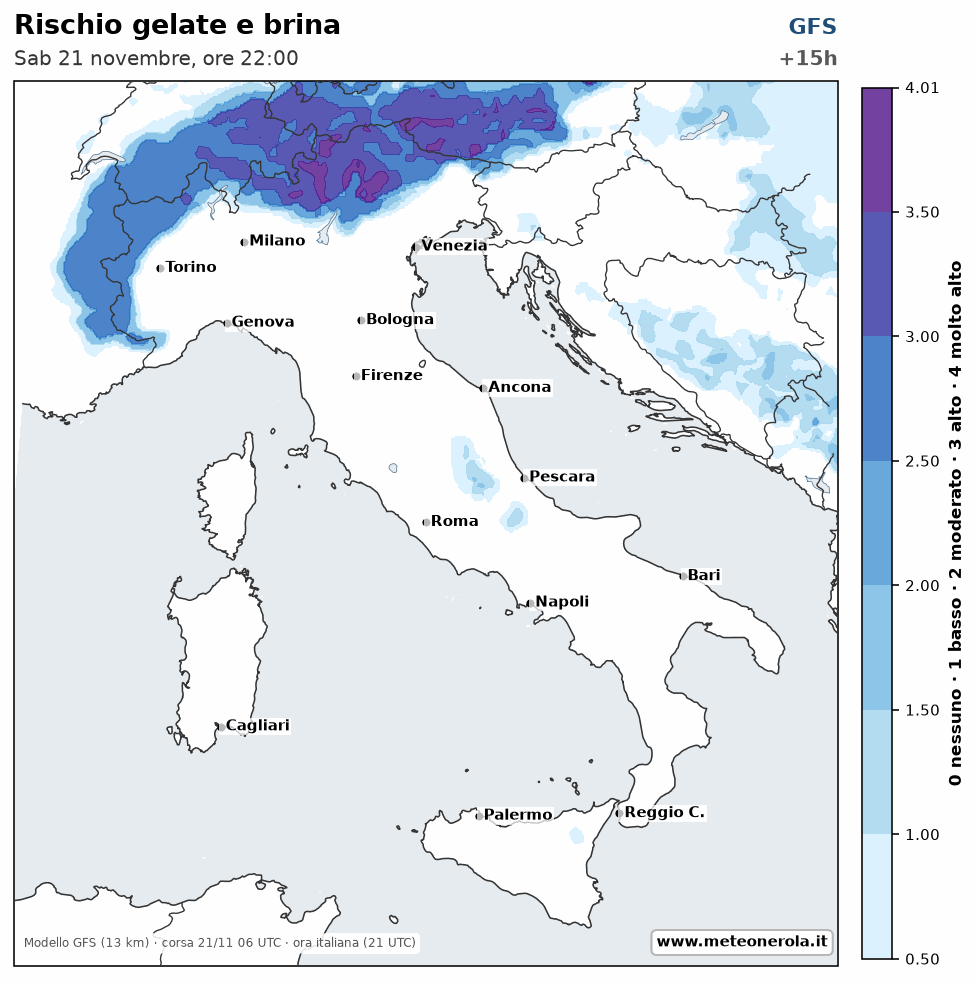 Rischio gelate e brina
GFS
Sab 21 novembre, ore 22:00
+15h
4.01
3.50
3.00
2.50
2.00
1.50
1.00
0.50
0 nessuno · 1 basso · 2 moderato · 3 alto · 4 molto alto
Milano
Venezia
Torino
Genova
Bologna
Firenze
Ancona
Pescara
Roma
Bari
Napoli
Cagliari
Palermo
Reggio C.
Modello GFS (13 km) · corsa 21/11 06 UTC · ora italiana (21 UTC)
www.meteonerola.it